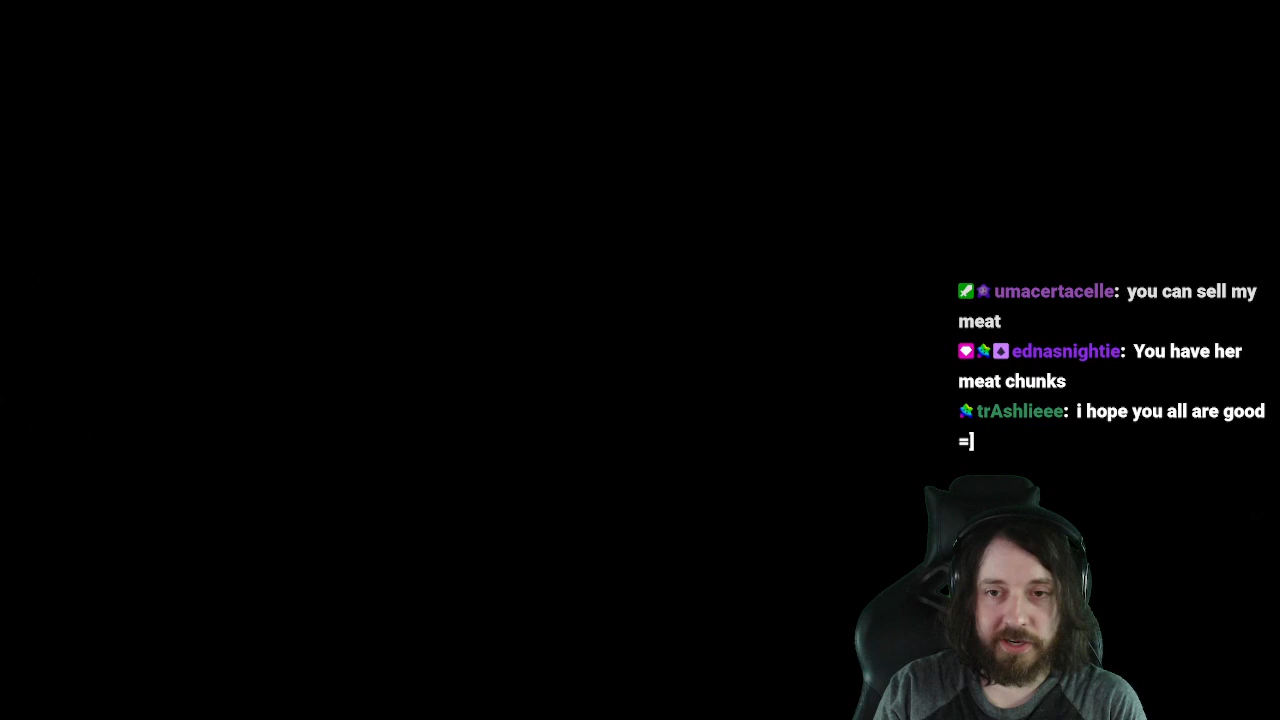 umacertacelle: you can sell my
meat
ednasnightie: You have her
meat chunks
trAshlieee: i hope you all are good
=]